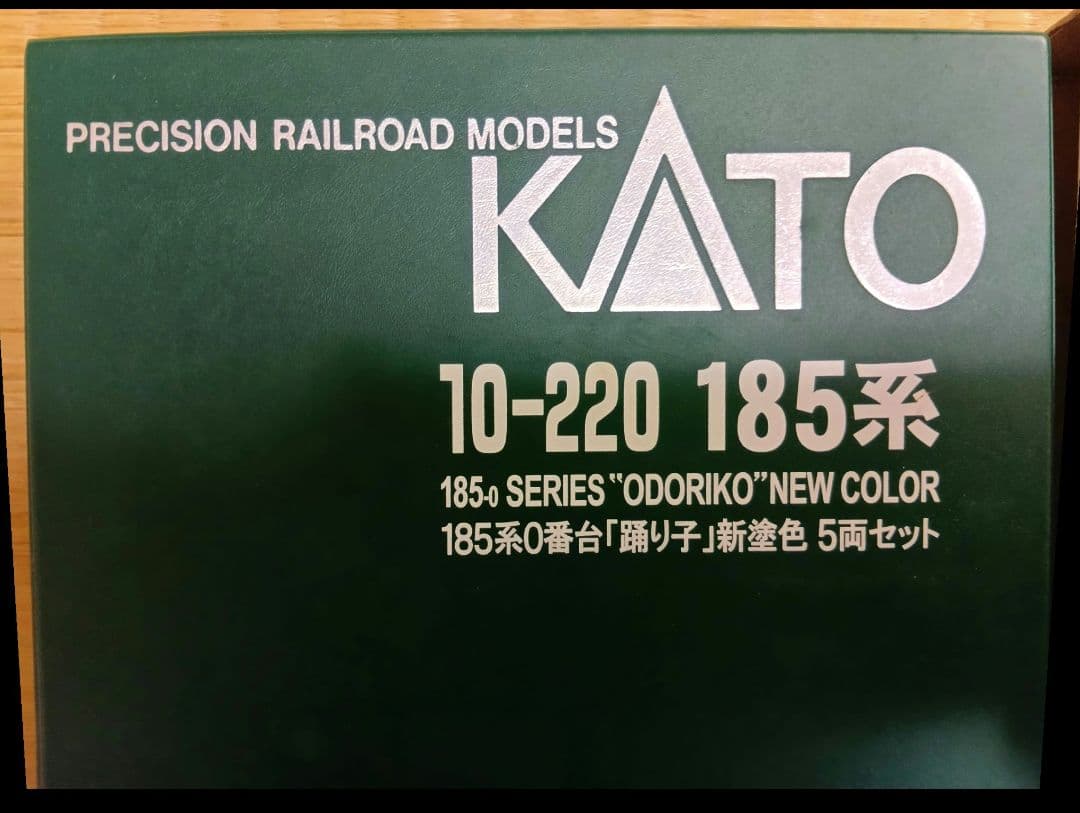 PRECISION RAILROAD MODELS
KATO
10-220 185系
185-0 SERIES "ODORIKO" NEW COLOR
185系0番台「踊り子」新塗色 5両セット